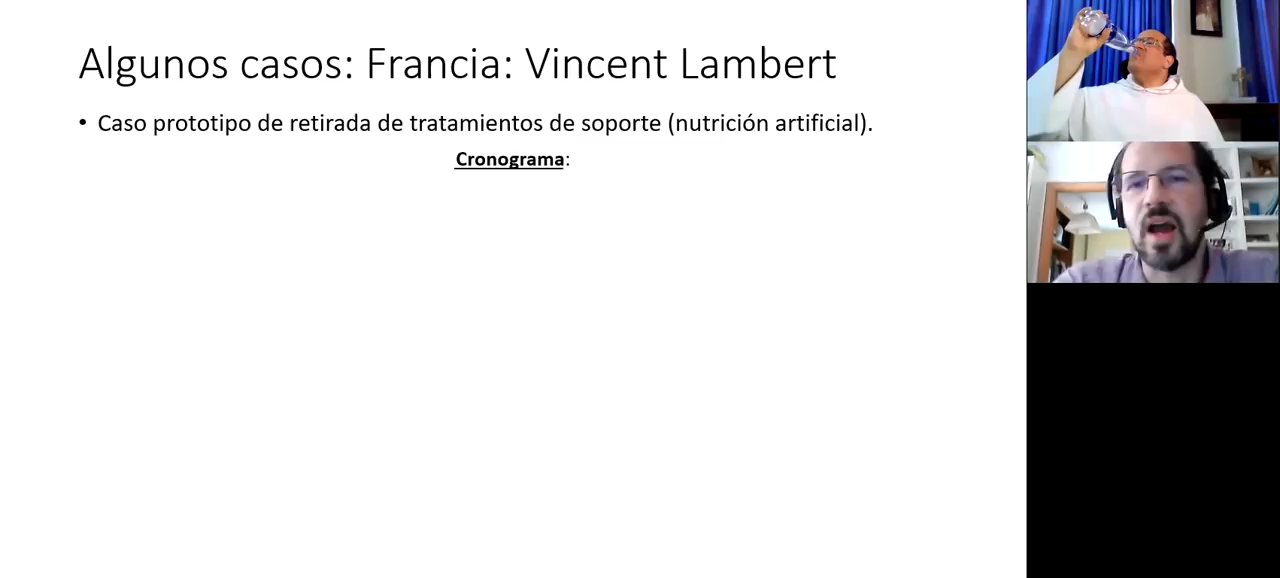 Algunos casos: Francia: Vincent Lambert
• Caso prototipo de retirada de tratamientos de soporte (nutrición artificial).
Cronograma: